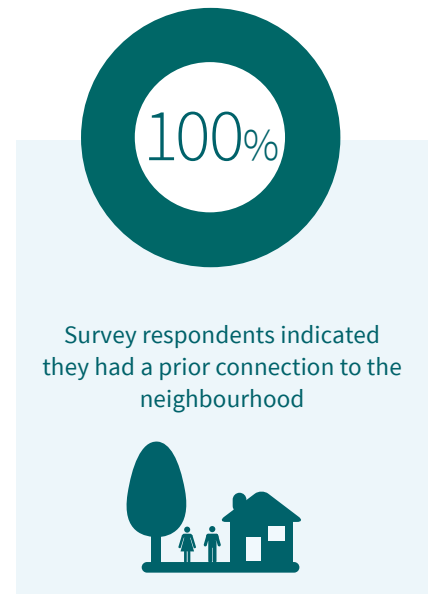 100%
Survey respondents indicated
they had a prior connection to the
neighbourhood